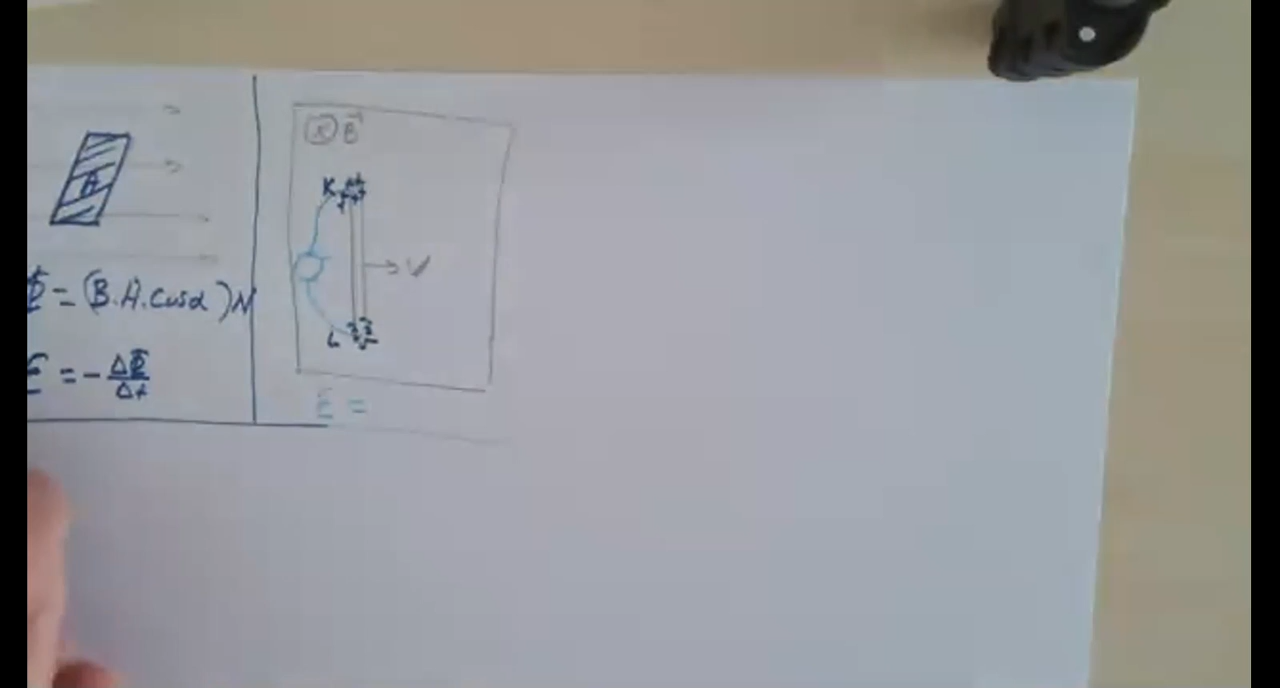 A
Φ = (B.A.cosα)N
E = - ΔΦ/Δt
B
K
V
L
E =